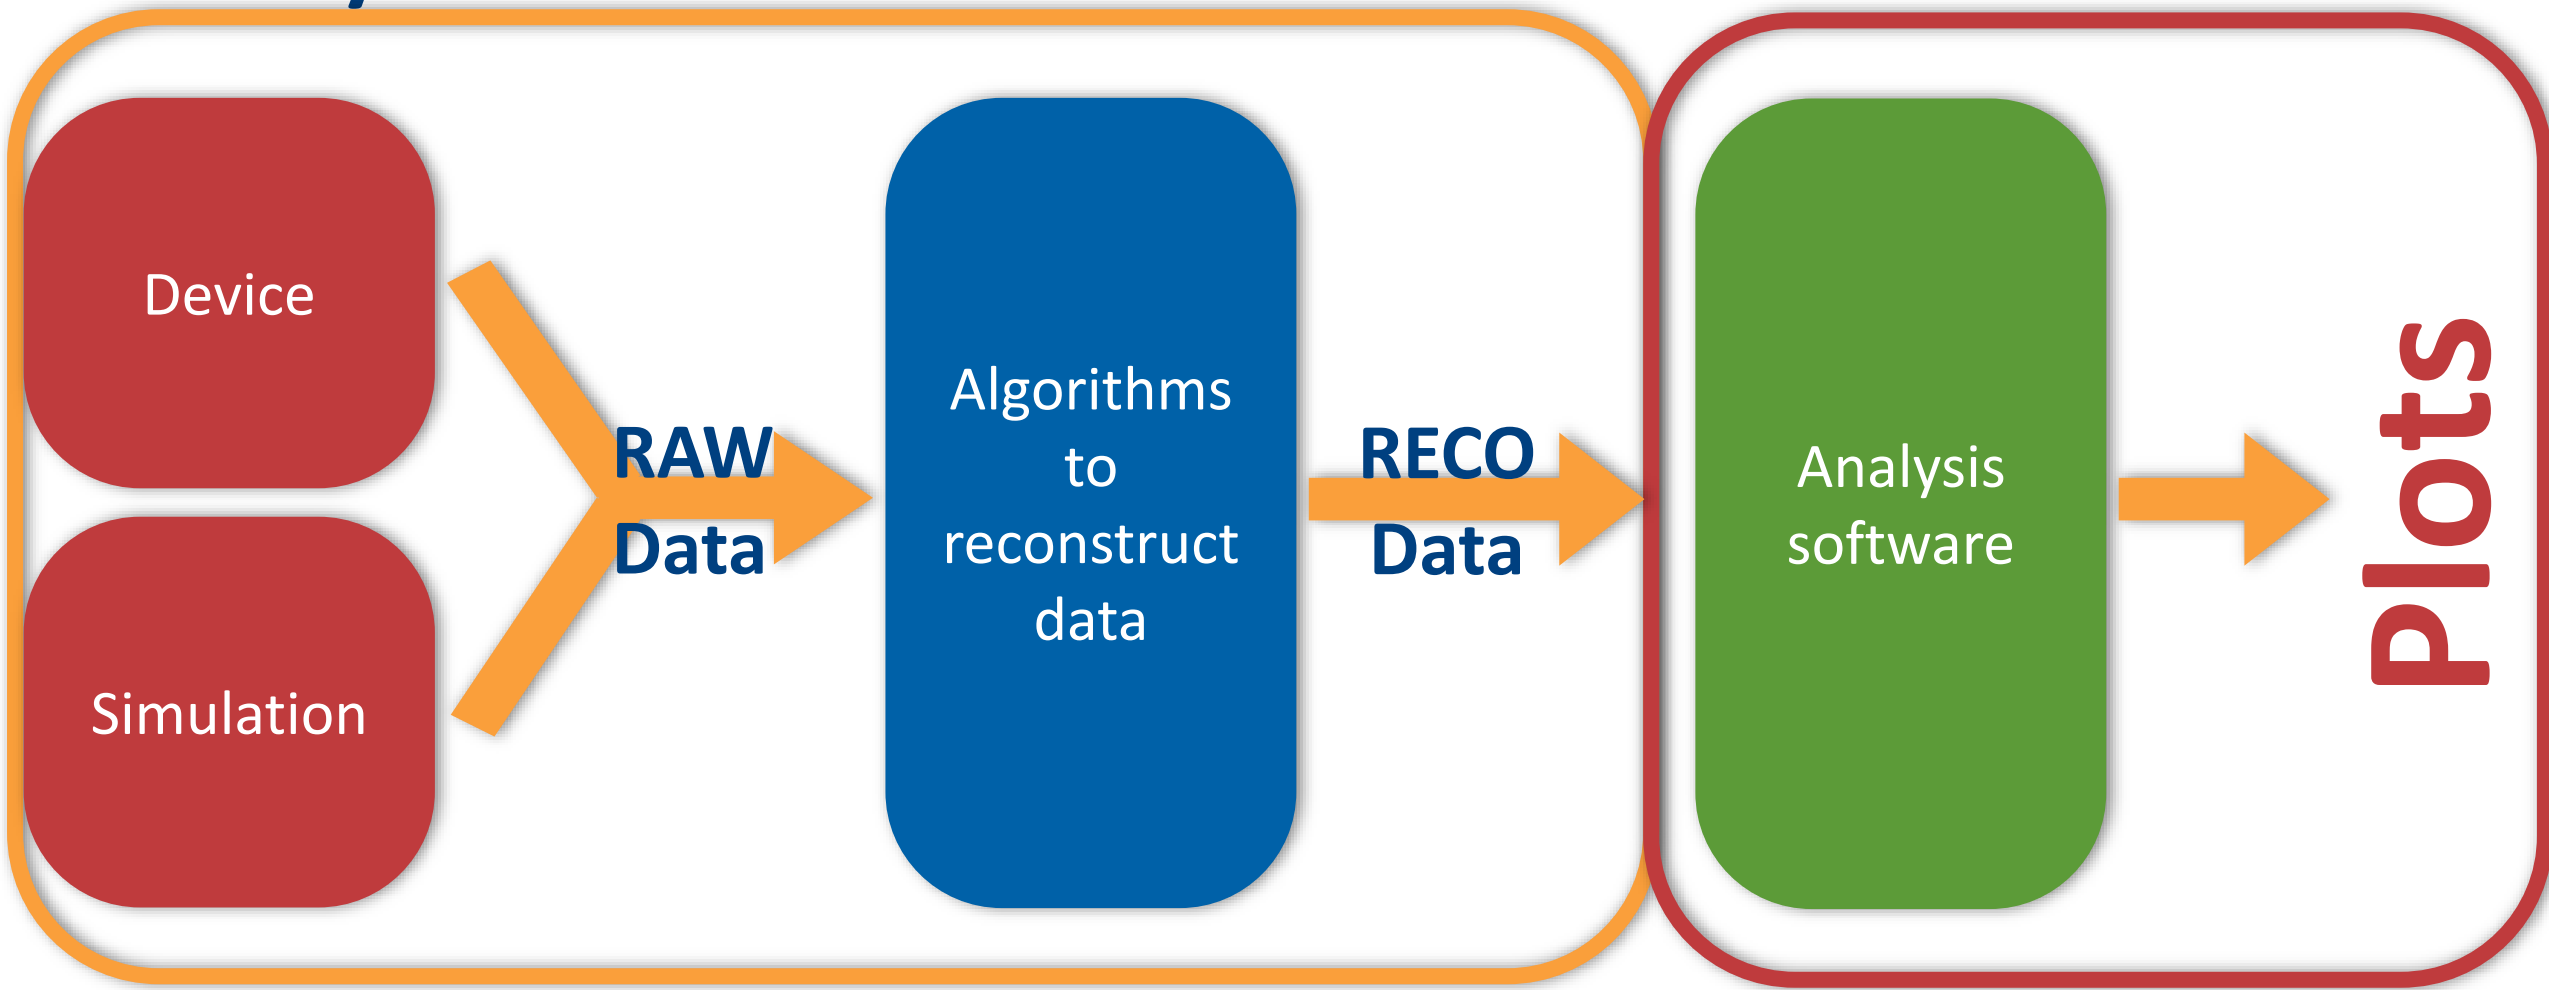 Device
Simulation
RAW
Data
Algorithms
to
reconstruct
data
RECO
Data
Analysis
software
Plots